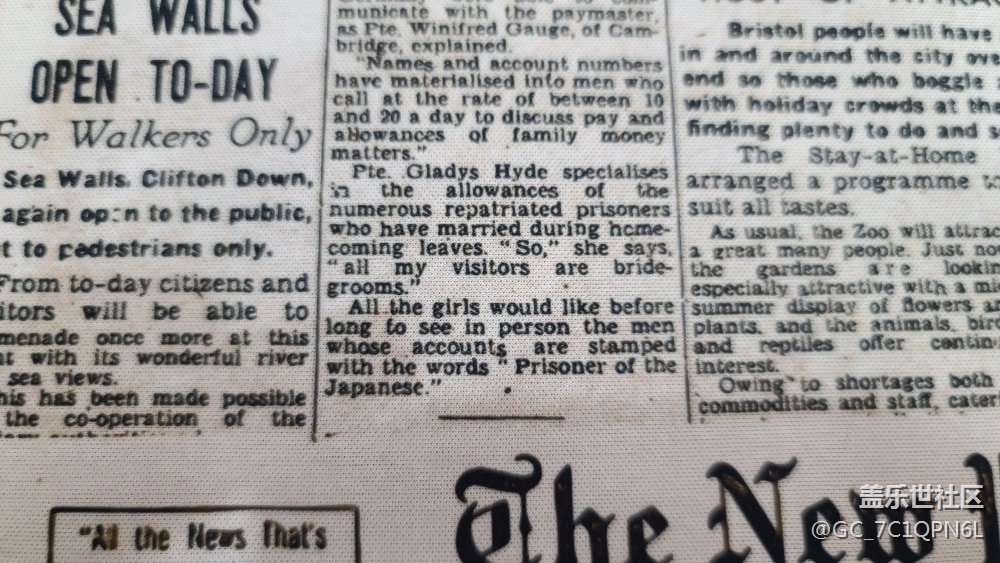 SEA WALLS
OPEN TO-DAY
For Walkers Only
Sea Walls, Clifton Down,
again open to the public,
t to pedestrians only.
From to-day citizens and
itors will be able to
menade once more at this
at with its wonderful river
sea views.
his has been made possible
the co-operation of the
municate with the paymaster,
as Pte. Winifred Gauge, of Cam-
bridge, explained.
"Names and account numbers
have materialised into men who
call at the rate of between 10
and 20 a day to discuss pay and
allowances of family money
matters."
Pte. Gladys Hyde specialises
in the allowances of the
numerous repatriated prisoners
who have married during home-
coming leaves. "So," she says,
"all my visitors are bride-
grooms."
All the girls would like before
long to see in person the men
whose accounts are stamped
with the words "Prisoner of the
Japanese."
Bristol people will have
in and around the city ove
and so those who boggle
with holiday crowds at the
finding plenty to do and s
The Stay-at-Home
arranged a programme t
suit all tastes.
As usual, the Zoo will attrac
a great many people. Just no
the gardens are lookin
especially attractive with a mi
summer display of flowers a
plants, and the animals, bir
and reptiles offer contin
interest.
Owing to shortages both
commodities and staff, cater
"All the News That's
The New
盖乐世社区
@GC_7C1QPN6L